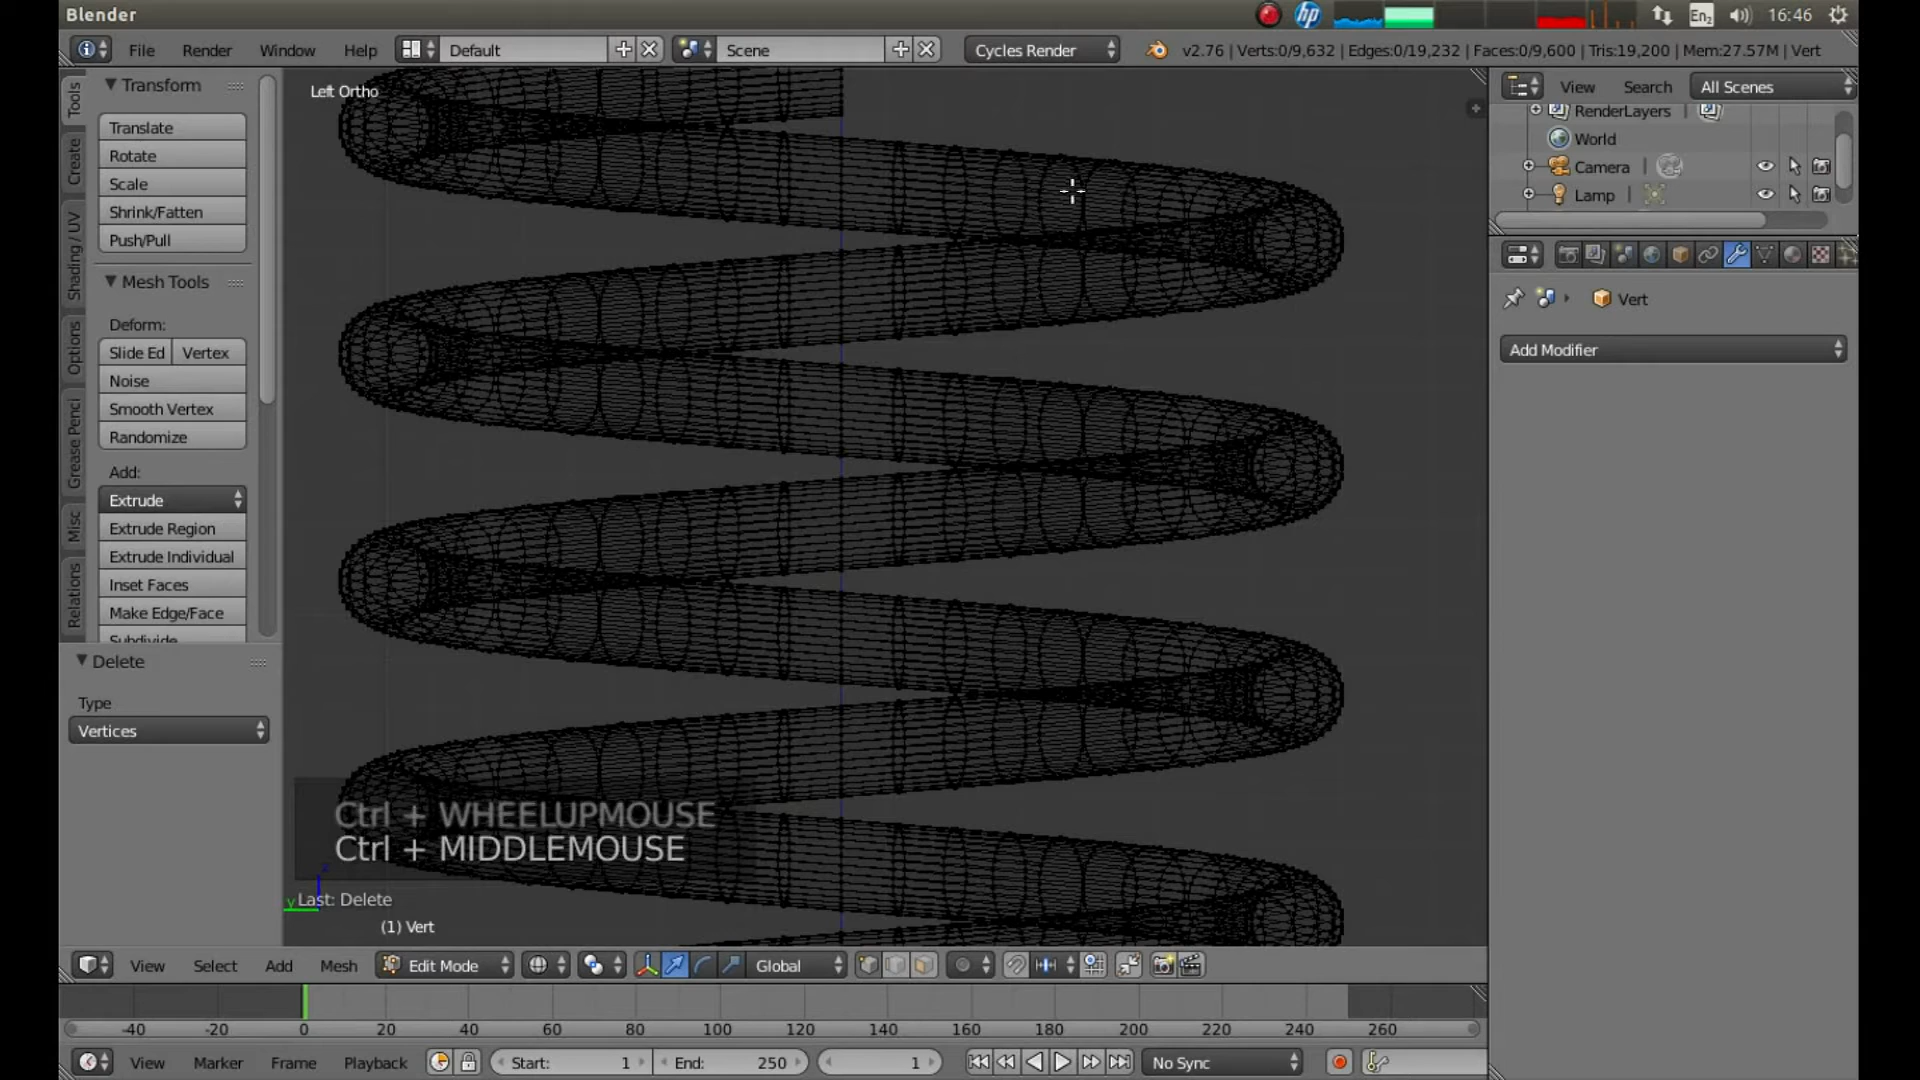 Blender
hp
En2
16:46
File Render Window Help Default Scene Cycles Render v2.76 | Verts:0/9,632 | Edges:0/19,232 | Faces:0/9,600 | Tris:19,200 | Mem:27.57M | Vert
Tools
Create
Shading / UV
Options
Grease Penci
Misc
Relations
Transform
Translate
Rotate
Scale
Shrink/Fatten
Push/Pull
Mesh Tools
Deform:
Slide Ed Vertex
Noise
Smooth Vertex
Randomize
Add:
Extrude
Extrude Region
Extrude Individual
Inset Faces
Make Edge/Face
Subdivide
Delete
Type
Vertices
Left Ortho
Ctrl + WHEELUPMOUSE
Ctrl + MIDDLEMOUSE
z
y
Last: Delete
(1) Vert
View Search All Scenes
RenderLayers
World
Camera
Lamp
Vert
Add Modifier
View Select Add Mesh Edit Mode Global
-40 -20 0 20 40 60 80 100 120 140 160 180 200 220 240 260
View Marker Frame Playback Start: 1 End: 250 1 No Sync